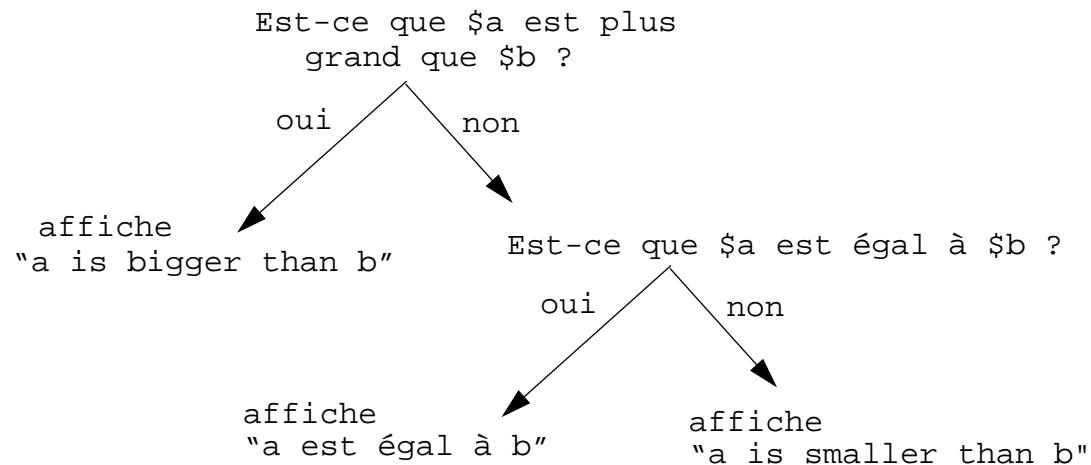 Est-ce que $a est plus
grand que $b ?
oui
non
affiche
“a is bigger than b”
Est-ce que $a est égal à $b ?
oui
non
affiche
“a est égal à b”
affiche
“a is smaller than b"